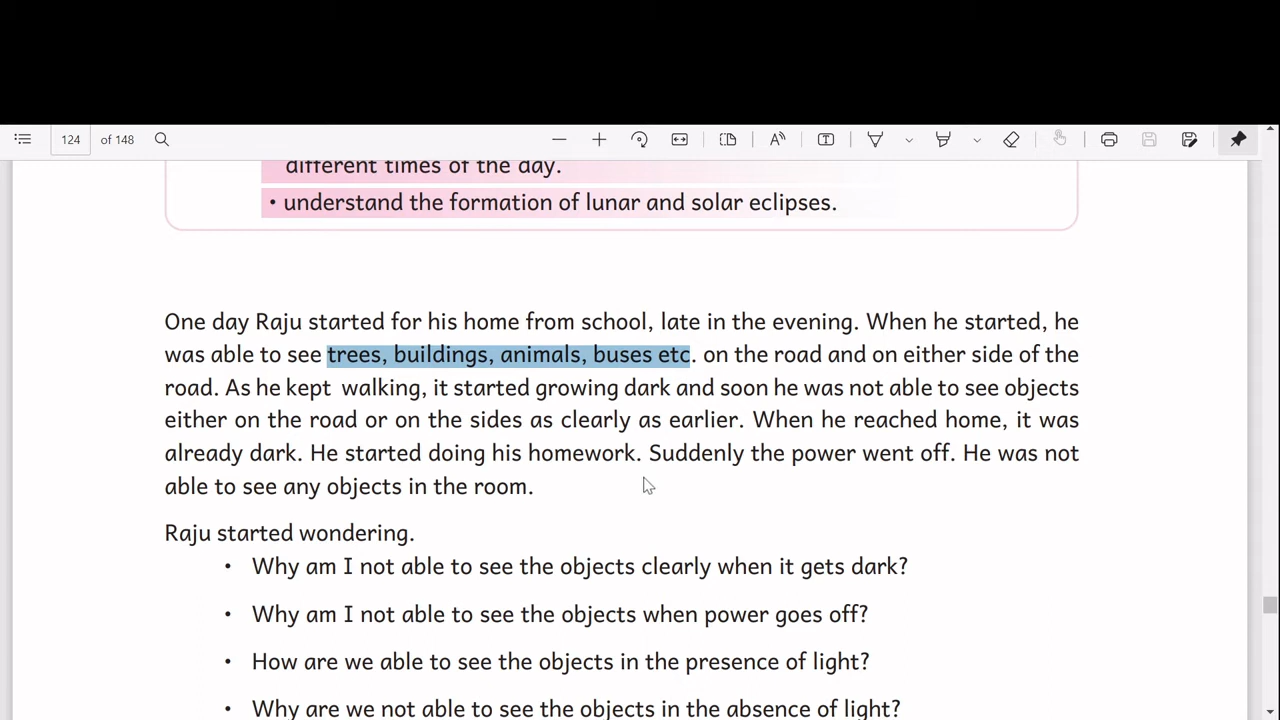 124 of 148
different times of the day.
• understand the formation of lunar and solar eclipses.
One day Raju started for his home from school, late in the evening. When he started, he
was able to see trees, buildings, animals, buses etc. on the road and on either side of the
road. As he kept walking, it started growing dark and soon he was not able to see objects
either on the road or on the sides as clearly as earlier. When he reached home, it was
already dark. He started doing his homework. Suddenly the power went off. He was not
able to see any objects in the room.
Raju started wondering.
• Why am I not able to see the objects clearly when it gets dark?
• Why am I not able to see the objects when power goes off?
• How are we able to see the objects in the presence of light?
• Why are we not able to see the objects in the absence of light?